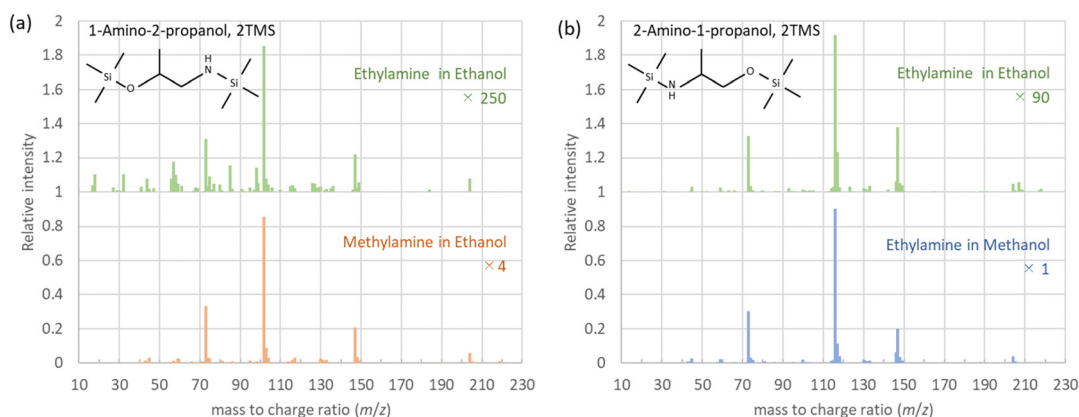 (a)
1-Amino-2-propanol, 2TMS
Si
O
H
N
Si
Ethylamine in Ethanol
× 250
Methylamine in Ethanol
× 4
Relative intensity
2
1.8
1.6
1.4
1.2
1
0.8
0.6
0.4
0.2
0
10 30 50 70 90 110 130 150 170 190 210 230
mass to charge ratio (m/z)
(b)
2-Amino-1-propanol, 2TMS
Si
N
H
O
Si
Ethylamine in Ethanol
× 90
Ethylamine in Methanol
× 1
Relative intensity
2
1.8
1.6
1.4
1.2
1
0.8
0.6
0.4
0.2
0
10 30 50 70 90 110 130 150 170 190 210 230
mass to charge ratio (m/z)